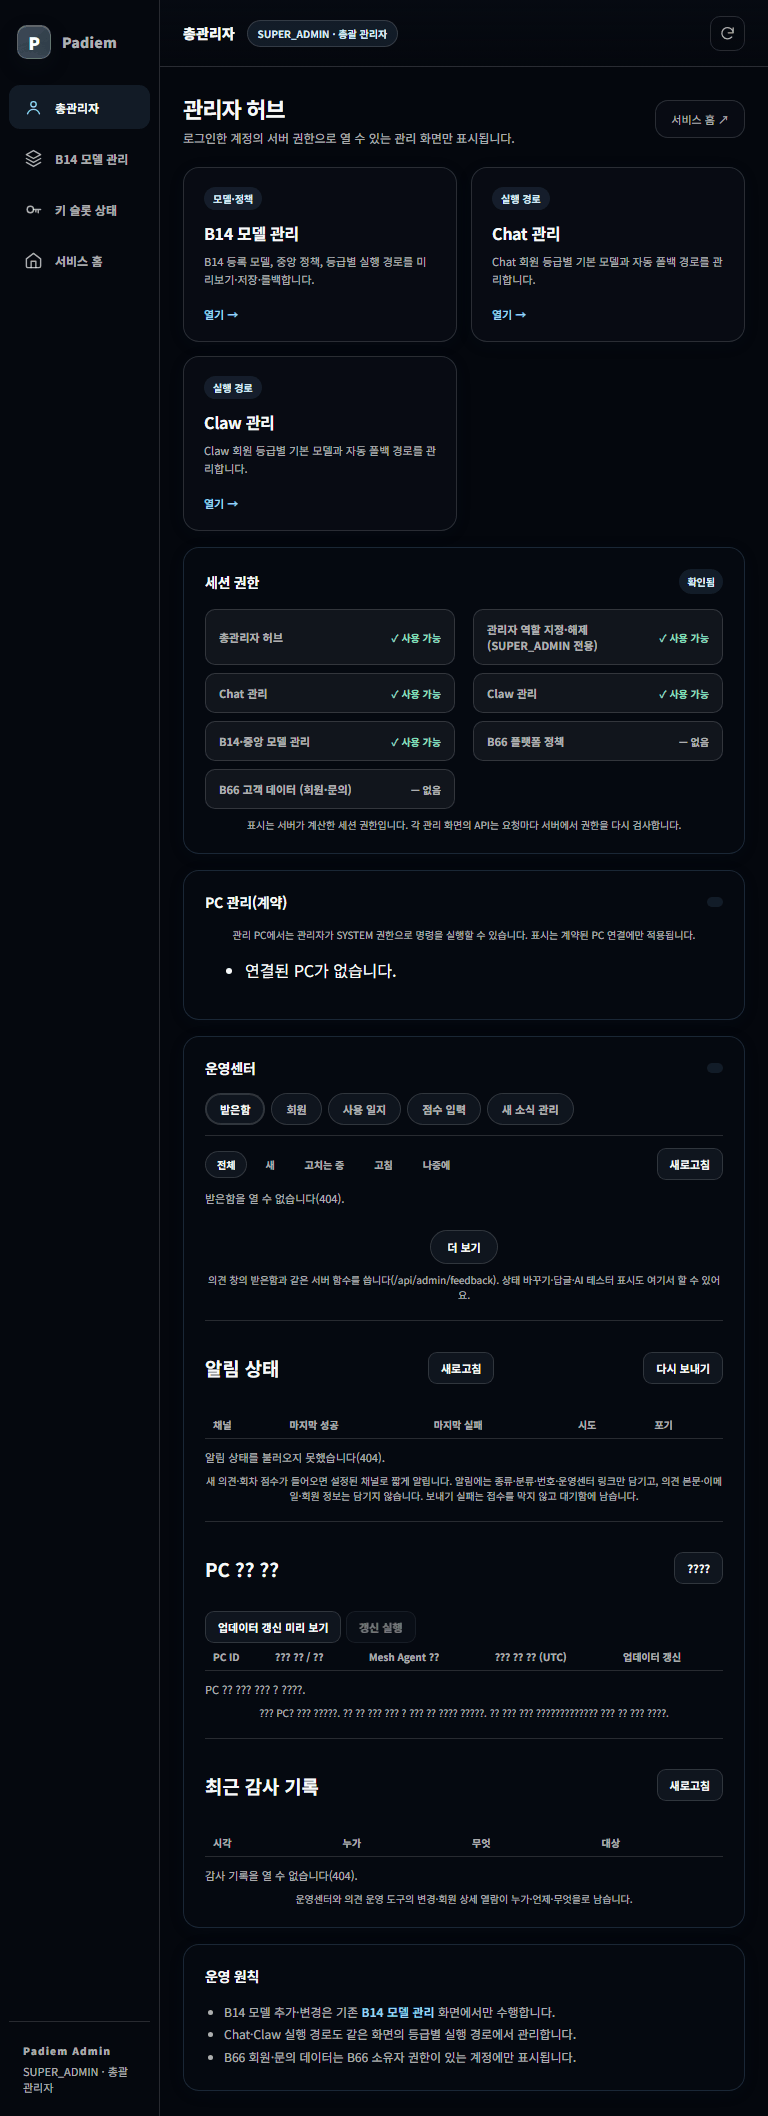 P Padiem
총관리자
B14 모델 관리
키 슬롯 상태
서비스 홈
총관리자 SUPER_ADMIN · 총괄 관리자
관리자 허브
로그인한 계정의 서버 권한으로 열 수 있는 관리 화면만 표시됩니다.
서비스 홈 ↗
모델·정책
B14 모델 관리
B14 등록 모델, 중앙 정책, 등급별 실행 경로를 미
리보기·저장·롤백합니다.
열기 →
실행 경로
Chat 관리
Chat 회원 등급별 기본 모델과 자동 폴백 경로를 관
리합니다.
열기 →
실행 경로
Claw 관리
Claw 회원 등급별 기본 모델과 자동 폴백 경로를 관
리합니다.
열기 →
세션 권한 확인됨
총관리자 허브 ✓ 사용 가능
관리자 역할 지정·해제
(SUPER_ADMIN 전용) ✓ 사용 가능
Chat 관리 ✓ 사용 가능
Claw 관리 ✓ 사용 가능
B14·중앙 모델 관리 ✓ 사용 가능
B66 플랫폼 정책 — 없음
B66 고객 데이터 (회원·문의) — 없음
표시는 서버가 계산한 세션 권한입니다. 각 관리 화면의 API는 요청마다 서버에서 권한을 다시 검사합니다.
PC 관리(계약)
관리 PC에서는 관리자가 SYSTEM 권한으로 명령을 실행할 수 있습니다. 표시는 계약된 PC 연결에만 적용됩니다.
• 연결된 PC가 없습니다.
운영센터
받은함 회원 사용 일지 점수 입력 새 소식 관리
전체 새 고치는 중 고침 나중에 새로고침
받은함을 열 수 없습니다(404).
더 보기
의견 창의 받은함과 같은 서버 함수를 씁니다(/api/admin/feedback). 상태 바꾸기·답글·AI 테스터 표시도 여기서 할 수 있어
요.
알림 상태 새로고침 다시 보내기
채널 마지막 성공 마지막 실패 시도 포기
알림 상태를 불러오지 못했습니다(404).
새 의견·회차 점수가 들어오면 설정된 채널로 짧게 알립니다. 알림에는 종류·분류·번호·운영센터 링크만 담기고, 의견 본문·이메
일·회원 정보는 담기지 않습니다. 보내기 실패는 접수를 막지 않고 대기함에 남습니다.
PC ?? ?? ????
업데이터 갱신 미리 보기 갱신 실행
PC ID ??? ?? / ?? Mesh Agent ?? ??? ?? ?? (UTC) 업데이터 갱신
PC ?? ??? ??? ? ????.
??? PC? ??? ?????. ?? ?? ??? ??? ? ??? ?? ???? ?????. ?? ??? ??? ????????????? ??? ?? ??? ????.
최근 감사 기록 새로고침
시각 누가 무엇 대상
감사 기록을 열 수 없습니다(404).
운영센터와 의견 운영 도구의 변경·회원 상세 열람이 누가·언제·무엇을로 남습니다.
운영 원칙
• B14 모델 추가·변경은 기존 B14 모델 관리 화면에서만 수행합니다.
• Chat·Claw 실행 경로도 같은 화면의 등급별 실행 경로에서 관리합니다.
• B66 회원·문의 데이터는 B66 소유자 권한이 있는 계정에만 표시됩니다.
Padiem Admin
SUPER_ADMIN · 총괄
관리자